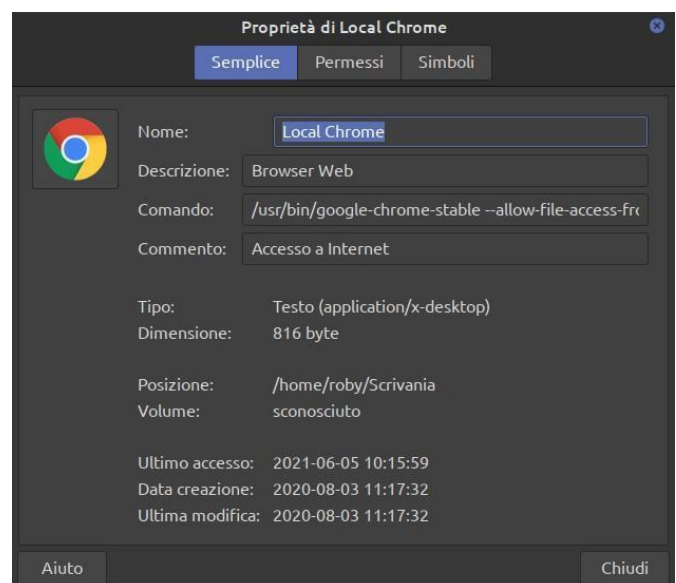 Proprietà di Local Chrome
Semplice Permessi Simboli
Nome: Local Chrome
Descrizione: Browser Web
Comando: /usr/bin/google-chrome-stable --allow-file-access-fro
Commento: Accesso a Internet
Tipo: Testo (application/x-desktop)
Dimensione: 816 byte
Posizione: /home/roby/Scrivania
Volume: sconosciuto
Ultimo accesso: 2021-06-05 10:15:59
Data creazione: 2020-08-03 11:17:32
Ultima modifica: 2020-08-03 11:17:32
Aiuto Chiudi